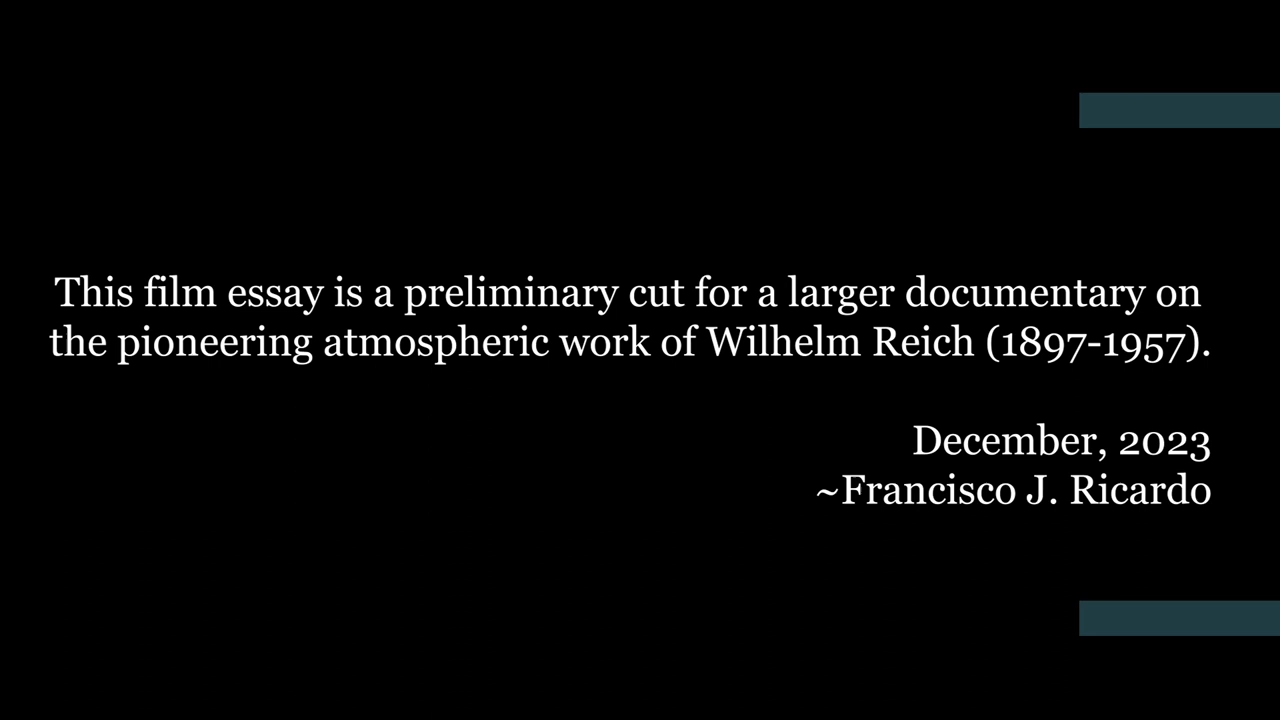 This film essay is a preliminary cut for a larger documentary on
the pioneering atmospheric work of Wilhelm Reich (1897-1957).
December, 2023
~Francisco J. Ricardo